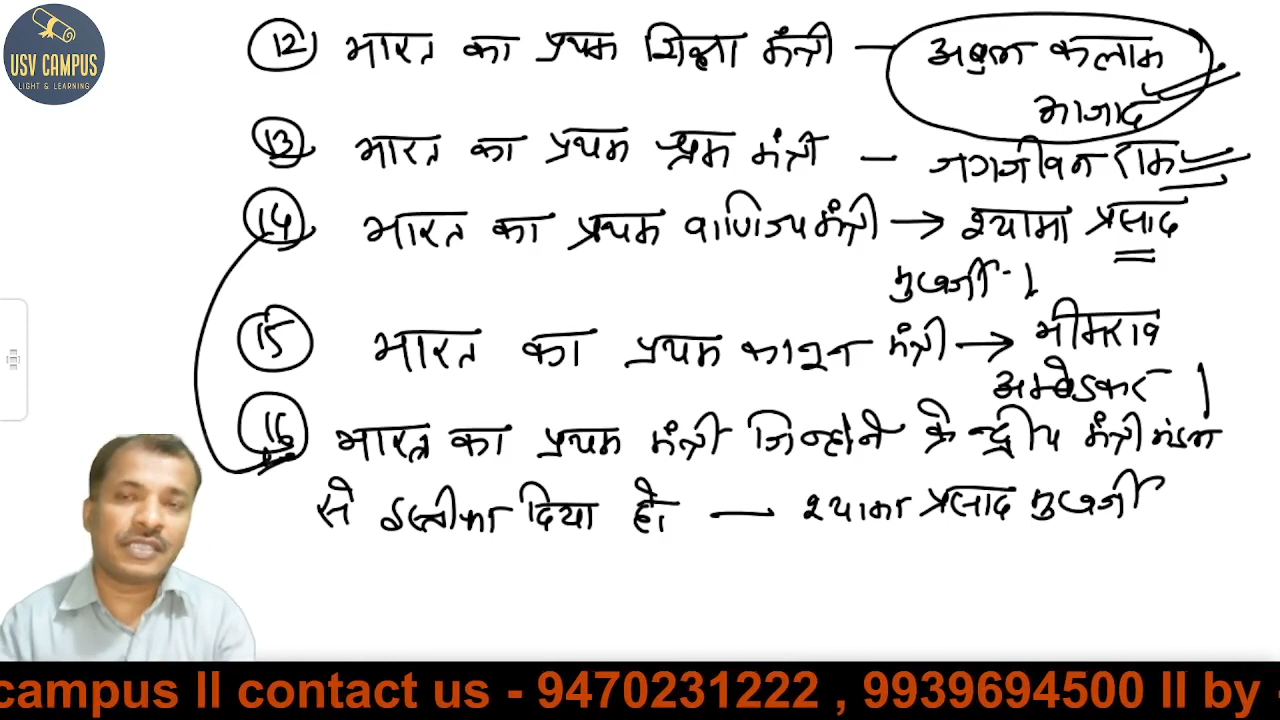 USV CAMPUS
LIGHT & LEARNING
12 भारत का प्रथम शिक्षा मंत्री — अबुल कलाम
आजाद
13 भारत का प्रथम श्रम मंत्री — जगजीवन राम
14 भारत का प्रथम वाणिज्य मंत्री → श्यामा प्रसाद
मुखर्जी ।
15 भारत का प्रथम कानून मंत्री → भीमराव
अम्बेडकर ।
16 भारत का प्रथम मंत्री जिन्होने केन्द्रीय मंत्रीमंडल
से इस्तीफा दिया हो — श्यामा प्रसाद मुखर्जी
campus II contact us - 9470231222 , 9939694500 II by